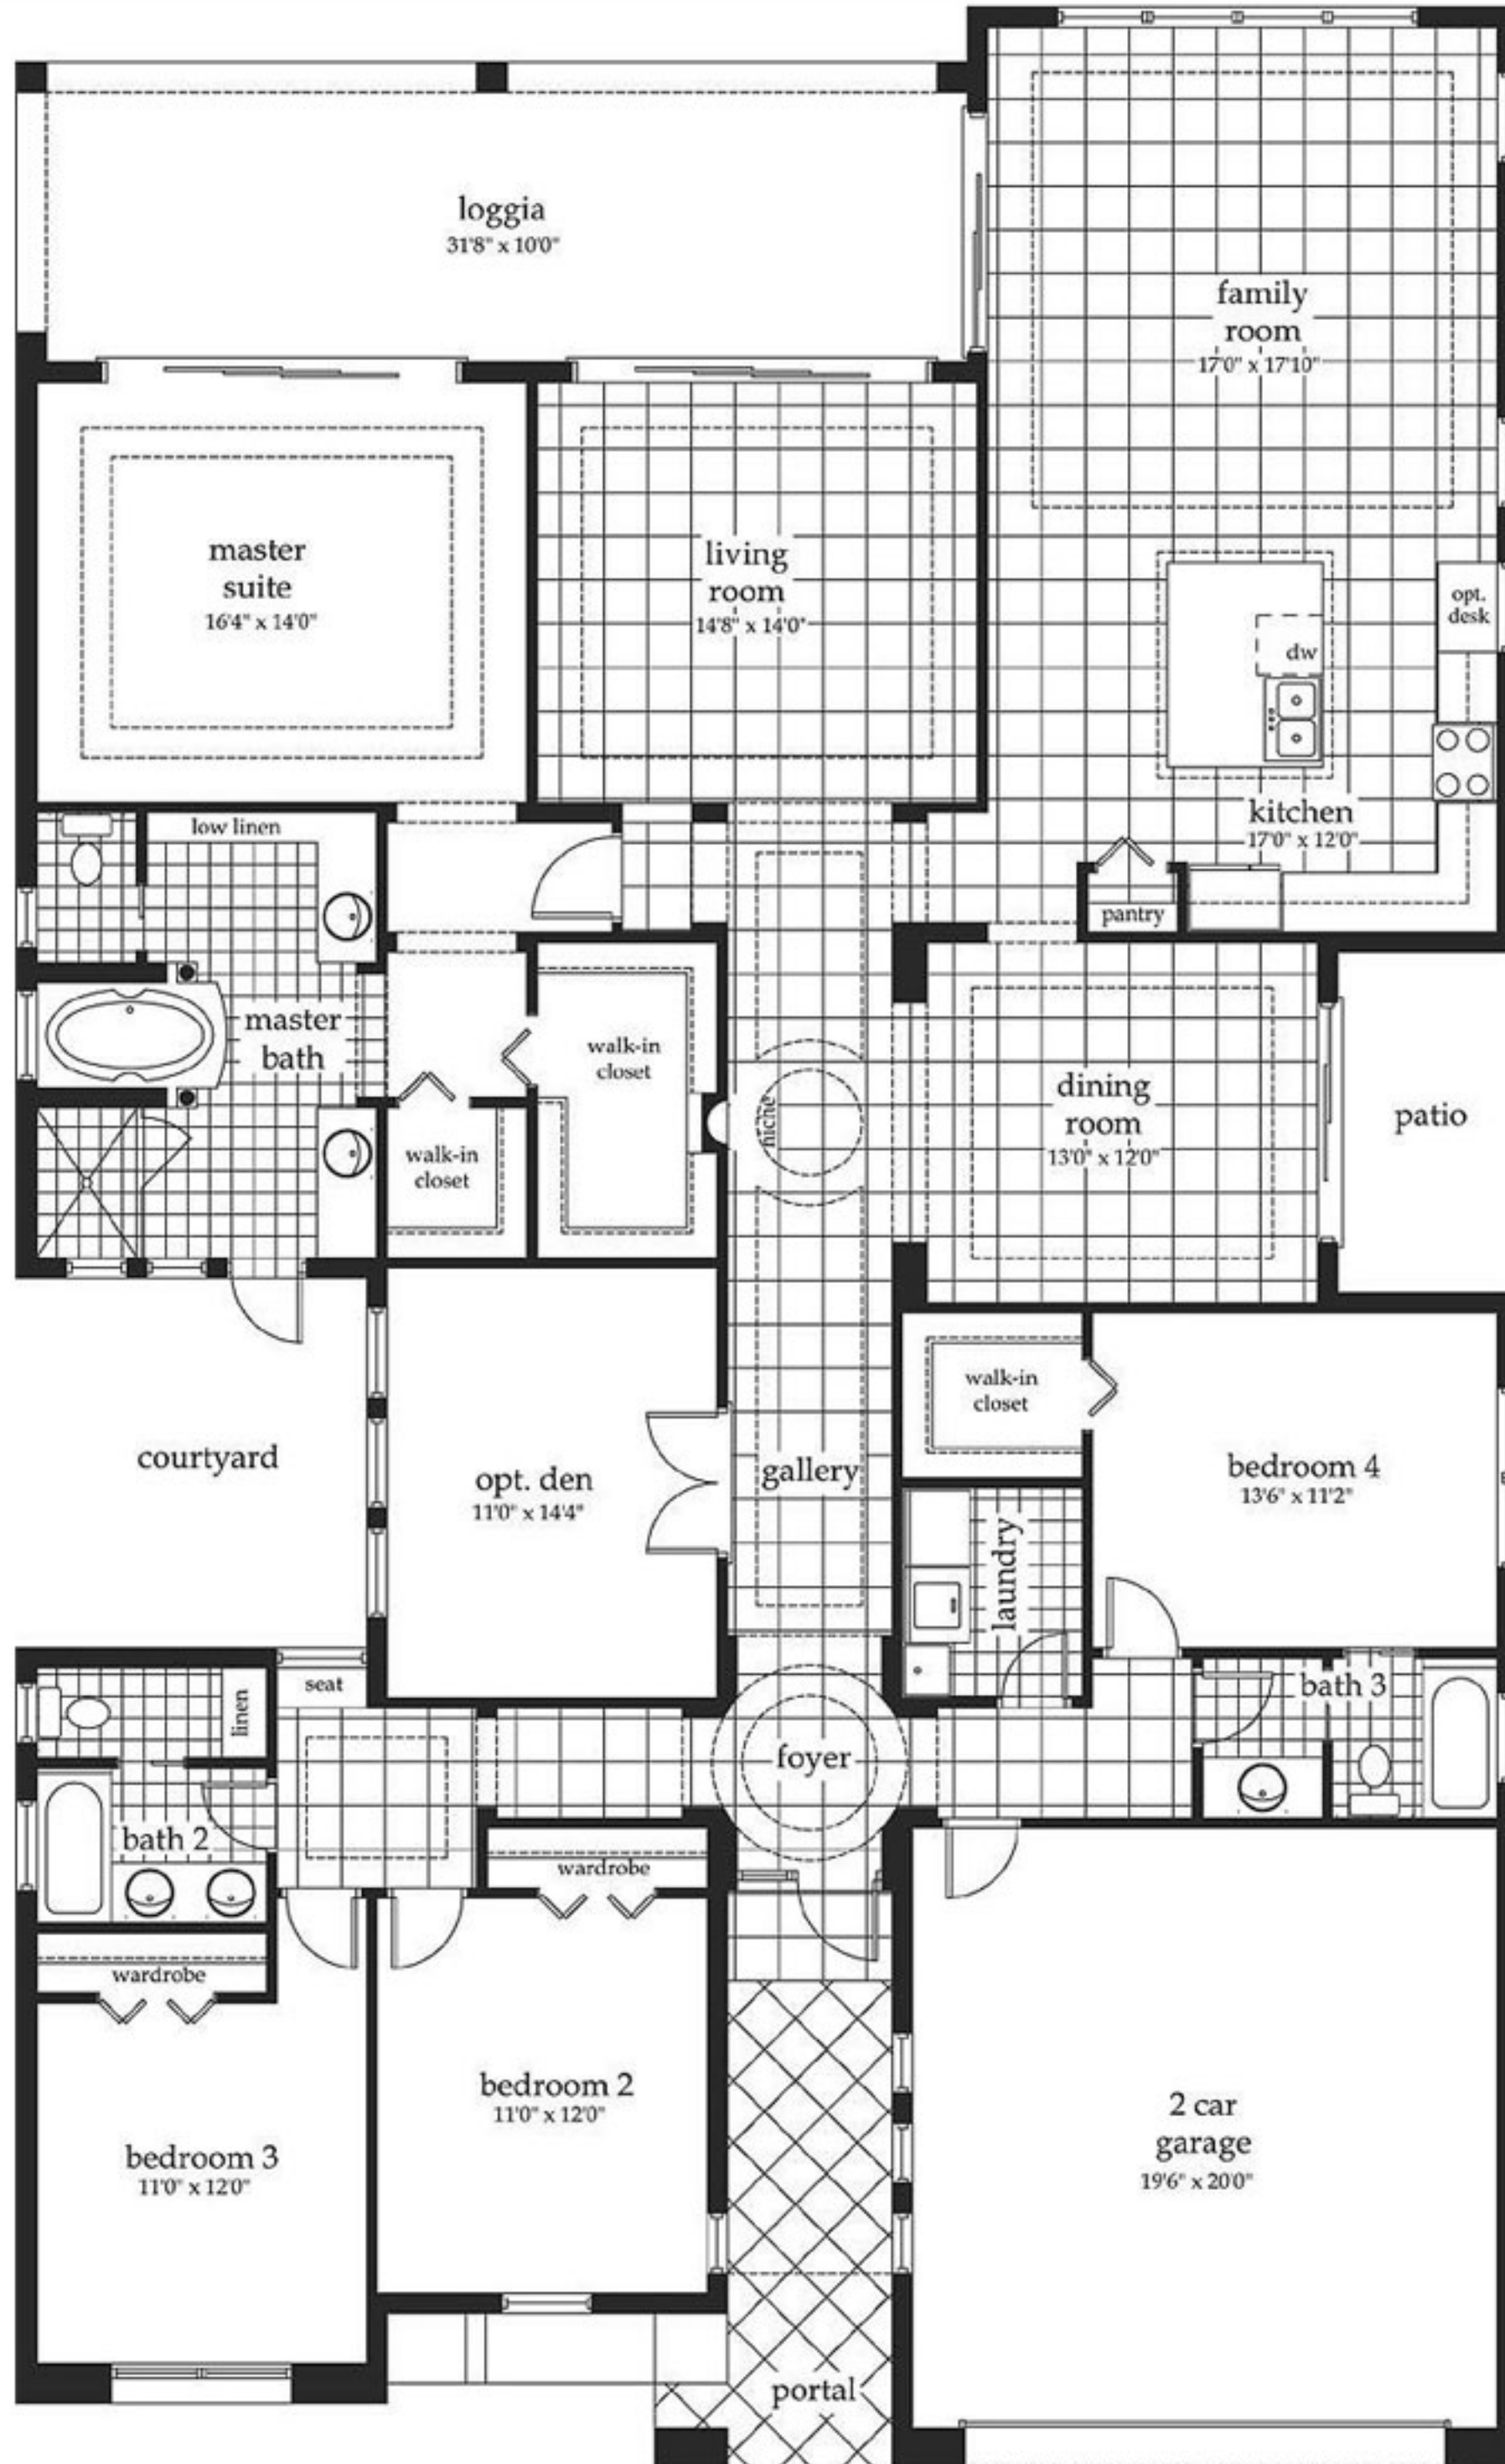 loggia
31'8" x 10'0"
family
room
17'0" x 17'10"
master
suite
16'4" x 14'0"
living
room
14'8" x 14'0"
opt.
desk
dw
kitchen
17'0" x 12'0"
low linen
pantry
master
bath
walk-in
closet
niche
dining
room
13'0" x 12'0"
patio
walk-in
closet
walk-in
closet
courtyard
opt. den
11'0" x 14'4"
gallery
bedroom 4
13'6" x 11'2"
laundry
seat
linen
bath 3
foyer
bath 2
wardrobe
wardrobe
bedroom 2
11'0" x 12'0"
2 car
garage
19'6" x 20'0"
bedroom 3
11'0" x 12'0"
portal